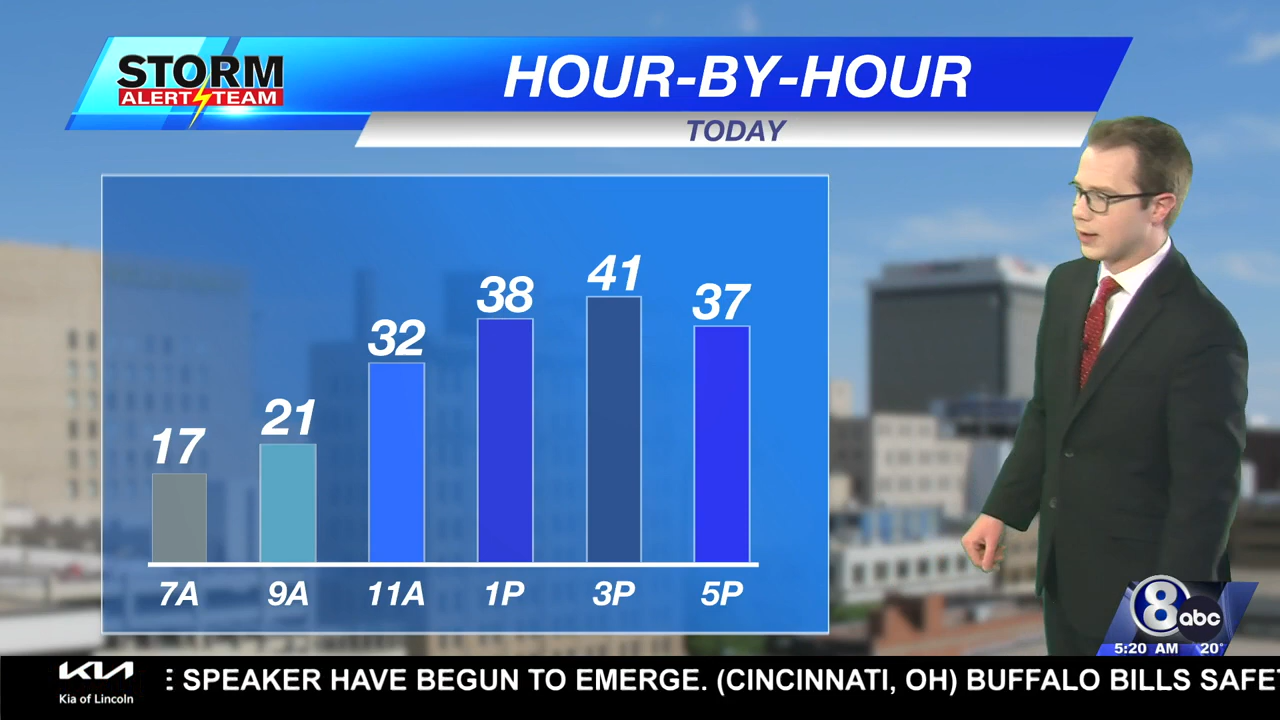 STORM
ALERT TEAM
HOUR-BY-HOUR
TODAY
17
21
32
38
41
37
7A
9A
11A
1P
3P
5P
8 abc
5:20 AM 20°
KIA
Kia of Lincoln
SPEAKER HAVE BEGUN TO EMERGE. (CINCINNATI, OH) BUFFALO BILLS